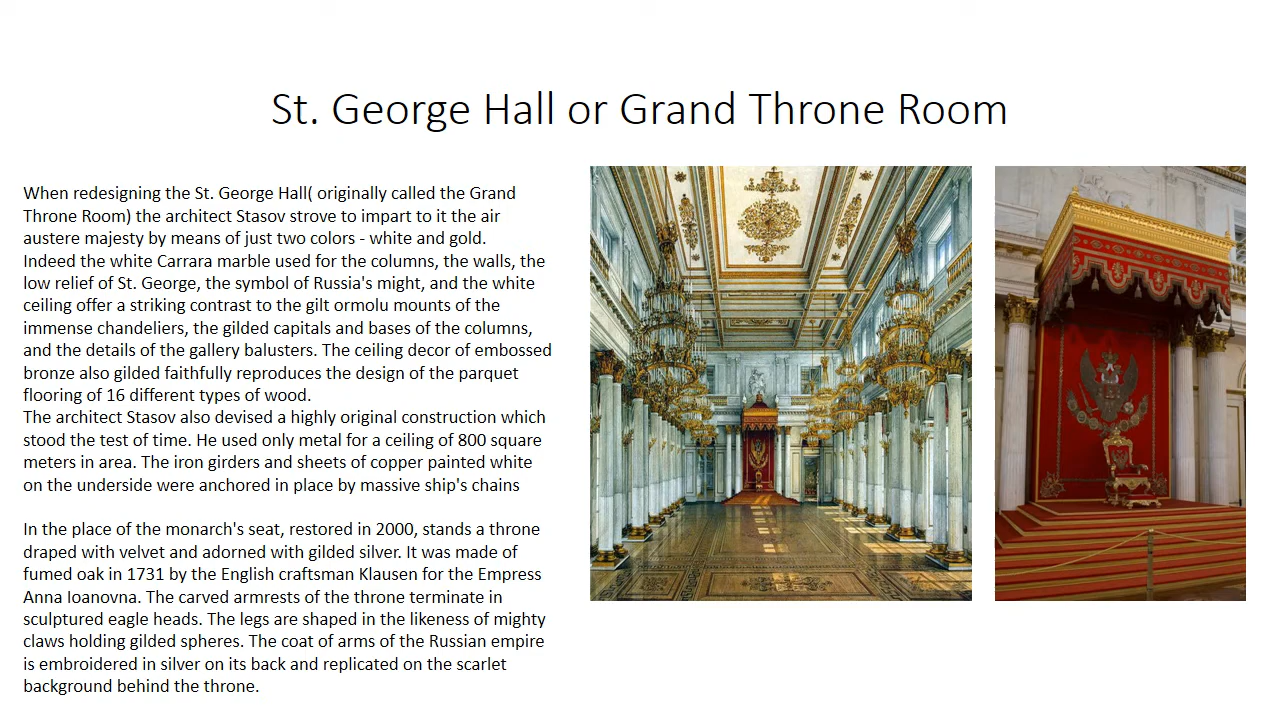 St. George Hall or Grand Throne Room
When redesigning the St. George Hall( originally called the Grand
Throne Room) the architect Stasov strove to impart to it the air
austere majesty by means of just two colors - white and gold.
Indeed the white Carrara marble used for the columns, the walls, the
low relief of St. George, the symbol of Russia's might, and the white
ceiling offer a striking contrast to the gilt ormolu mounts of the
immense chandeliers, the gilded capitals and bases of the columns,
and the details of the gallery balusters. The ceiling decor of embossed
bronze also gilded faithfully reproduces the design of the parquet
flooring of 16 different types of wood.
The architect Stasov also devised a highly original construction which
stood the test of time. He used only metal for a ceiling of 800 square
meters in area. The iron girders and sheets of copper painted white
on the underside were anchored in place by massive ship's chains
In the place of the monarch's seat, restored in 2000, stands a throne
draped with velvet and adorned with gilded silver. It was made of
fumed oak in 1731 by the English craftsman Klausen for the Empress
Anna Ioanovna. The carved armrests of the throne terminate in
sculptured eagle heads. The legs are shaped in the likeness of mighty
claws holding gilded spheres. The coat of arms of the Russian empire
is embroidered in silver on its back and replicated on the scarlet
background behind the throne.